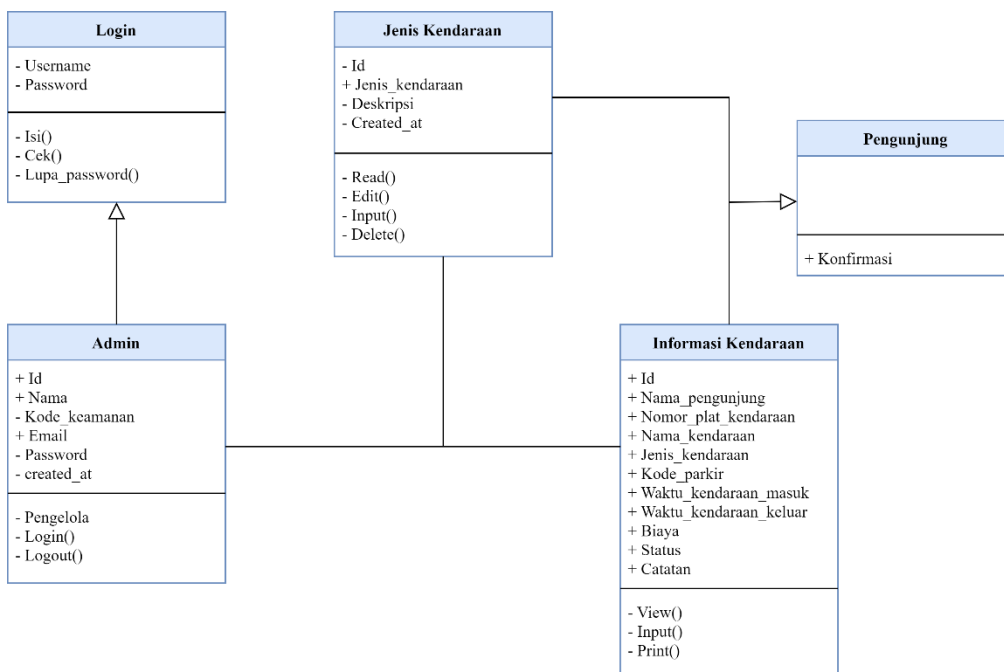 Login
- Username
- Password
- Isi()
- Cek()
- Lupa_password()
Jenis Kendaraan
- Id
+ Jenis_kendaraan
- Deskripsi
- Created_at
- Read()
- Edit()
- Input()
- Delete()
Pengunjung
+ Konfirmasi
Admin
+ Id
+ Nama
- Kode_keamanan
+ Email
- Password
- created_at
- Pengelola
- Login()
- Logout()
Informasi Kendaraan
+ Id
+ Nama_pengunjung
+ Nomor_plat_kendaraan
+ Nama_kendaraan
+ Jenis_kendaraan
+ Kode_parkir
+ Waktu_kendaraan_masuk
+ Waktu_kendaraan_keluar
+ Biaya
+ Status
+ Catatan
- View()
- Input()
- Print()